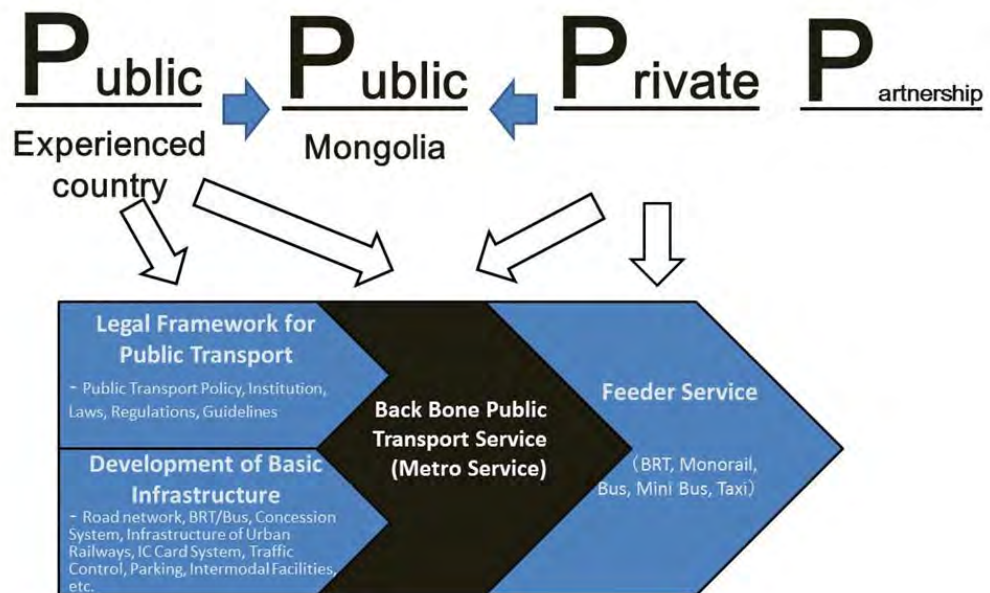 Public
Public
Private
Partnership
Experienced
country
Mongolia
Legal Framework for
Public Transport
- Public Transport Policy, Institution,
Laws, Regulations, Guidelines
Development of Basic
Infrastructure
- Road network, BRT/Bus, Concession
System, Infrastructure of Urban
Railways, IC Card System, Traffic
Control, Parking, Intermodal Facilities,
etc.
Back Bone Public
Transport Service
(Metro Service)
Feeder Service
(BRT, Monorail,
Bus, Mini Bus, Taxi)